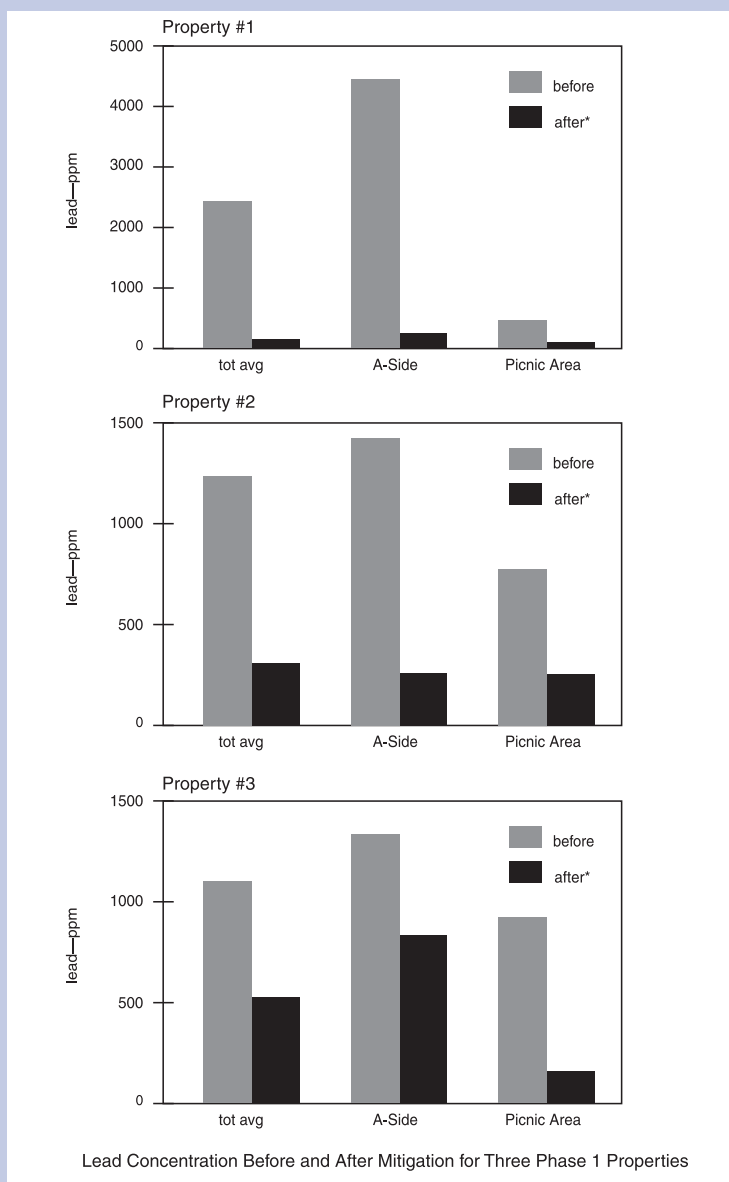 Property #1
5000
4000
3000
2000
1000
0
lead—ppm
before
after*
tot avg
A-Side
Picnic Area
Property #2
1500
1000
500
0
lead—ppm
before
after*
tot avg
A-Side
Picnic Area
Property #3
1500
1000
500
0
lead—ppm
before
after*
tot avg
A-Side
Picnic Area
Lead Concentration Before and After Mitigation for Three Phase 1 Properties